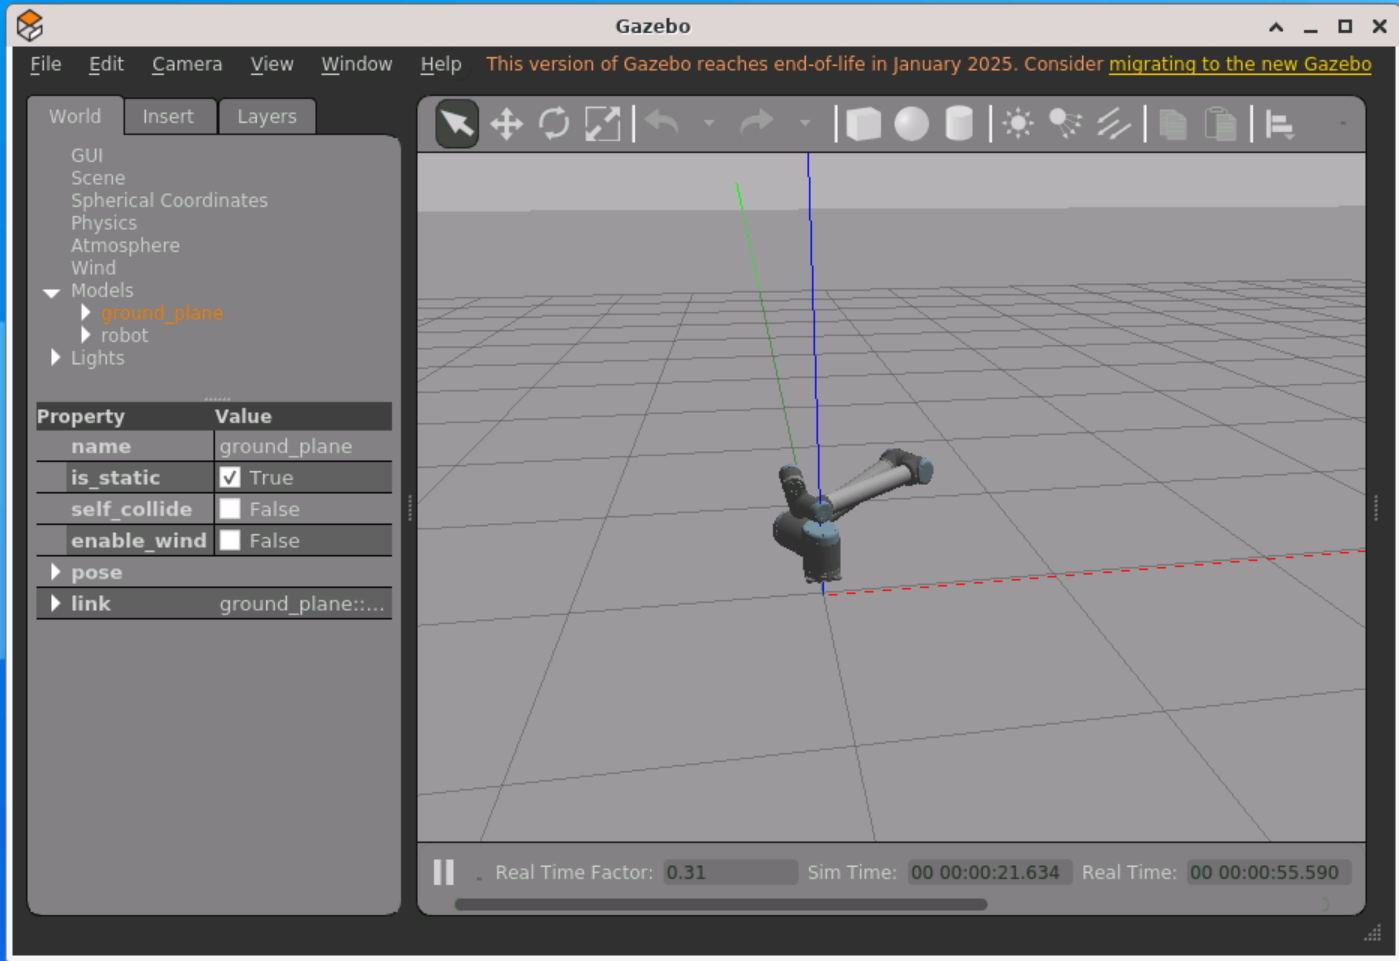 Gazebo
File Edit Camera View Window Help This version of Gazebo reaches end-of-life in January 2025. Consider migrating to the new Gazebo
World Insert Layers
GUI
Scene
Spherical Coordinates
Physics
Atmosphere
Wind
Models
ground_plane
robot
Lights
Property Value
name ground_plane
is_static True
self_collide False
enable_wind False
pose
link ground_plane::...
Real Time Factor: 0.31 Sim Time: 00 00:00:21.634 Real Time: 00 00:00:55.590